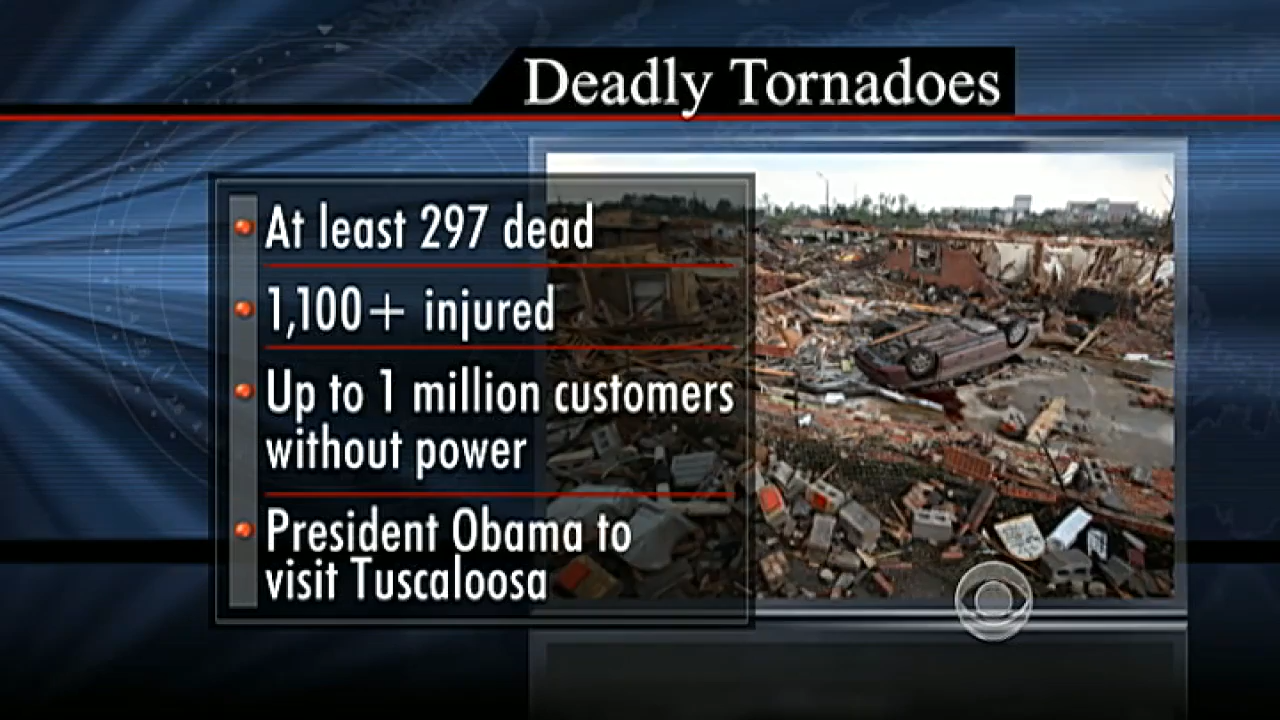 Deadly Tornadoes
At least 297 dead
1,100+ injured
Up to 1 million customers
without power
President Obama to
visit Tuscaloosa